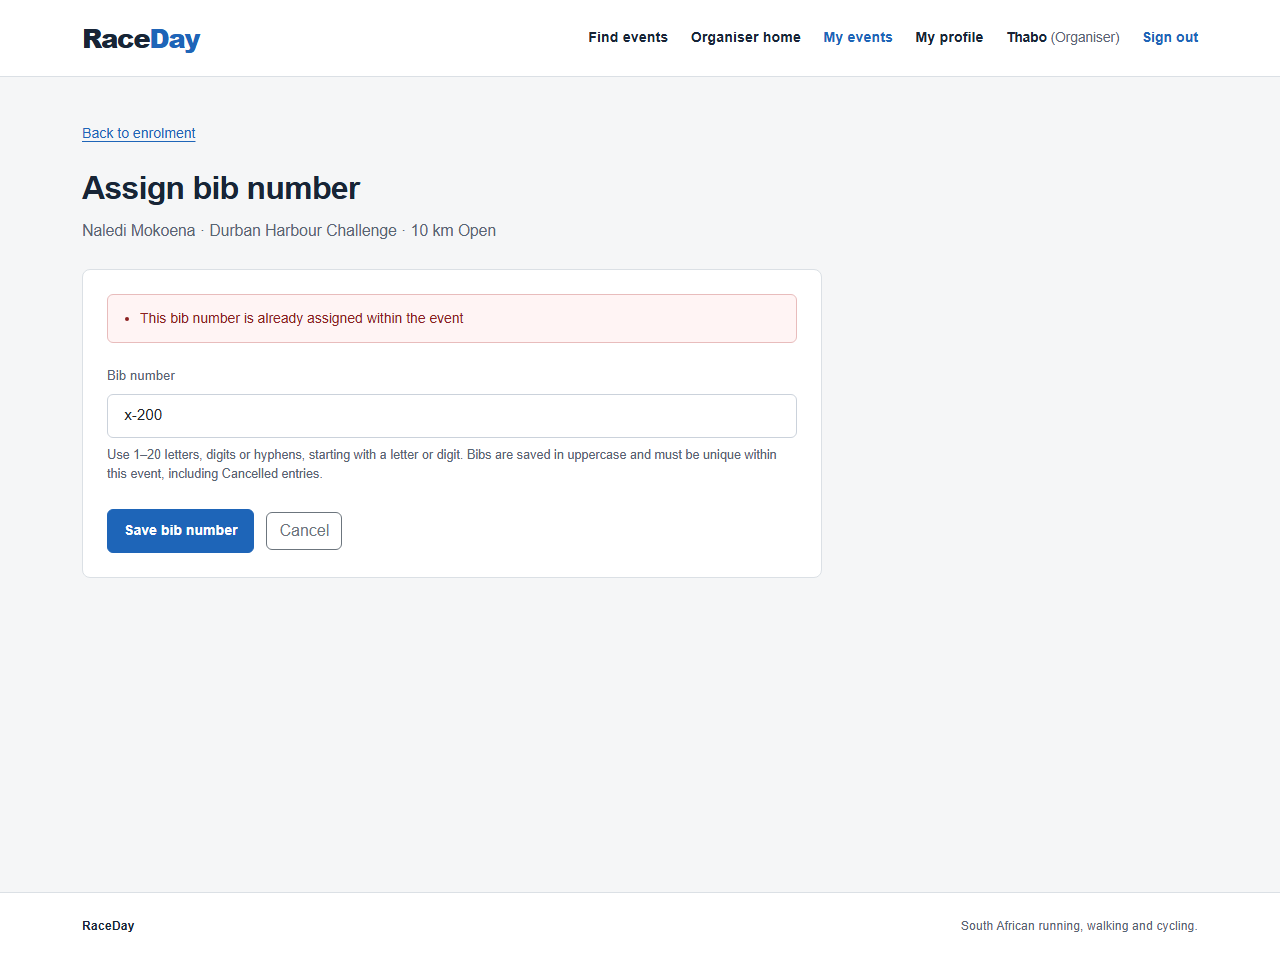 RaceDay
Find events Organiser home My events My profile Thabo (Organiser) Sign out
Back to enrolment
Assign bib number
Naledi Mokoena · Durban Harbour Challenge · 10 km Open
This bib number is already assigned within the event
Bib number
x-200
Use 1–20 letters, digits or hyphens, starting with a letter or digit. Bibs are saved in uppercase and must be unique within
this event, including Cancelled entries.
Save bib number Cancel
RaceDay South African running, walking and cycling.